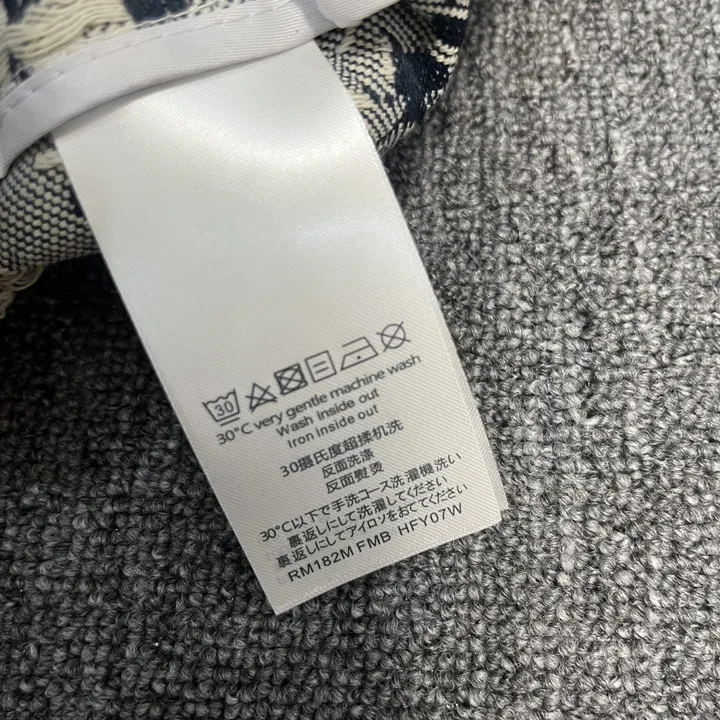 30
30°C very gentle machine wash
Wash inside out
Iron inside out
30摄氏度超揉机洗
反面洗涤
反面熨烫
30°C以下で手洗コース洗濯機洗い
裏返しにして洗濯してください
裏返しにしてアイロンをおててください
RM182M FMB HFY07W